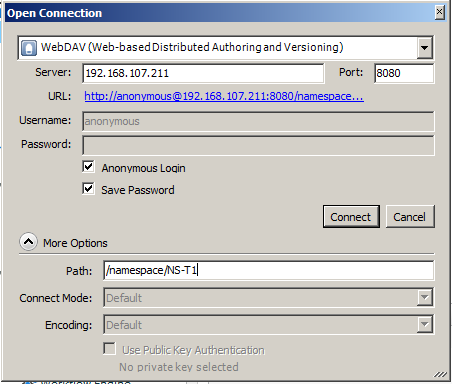 Open Connection
WebDAV (Web-based Distributed Authoring and Versioning)
Server: 192.168.107.211 Port: 8080
URL: http://anonymous@192.168.107.211:8080/namespace...
Username: anonymous
Password:
Anonymous Login
Save Password
Connect Cancel
More Options
Path: /namespace/NS-T1
Connect Mode: Default
Encoding: Default
Use Public Key Authentication
No private key selected